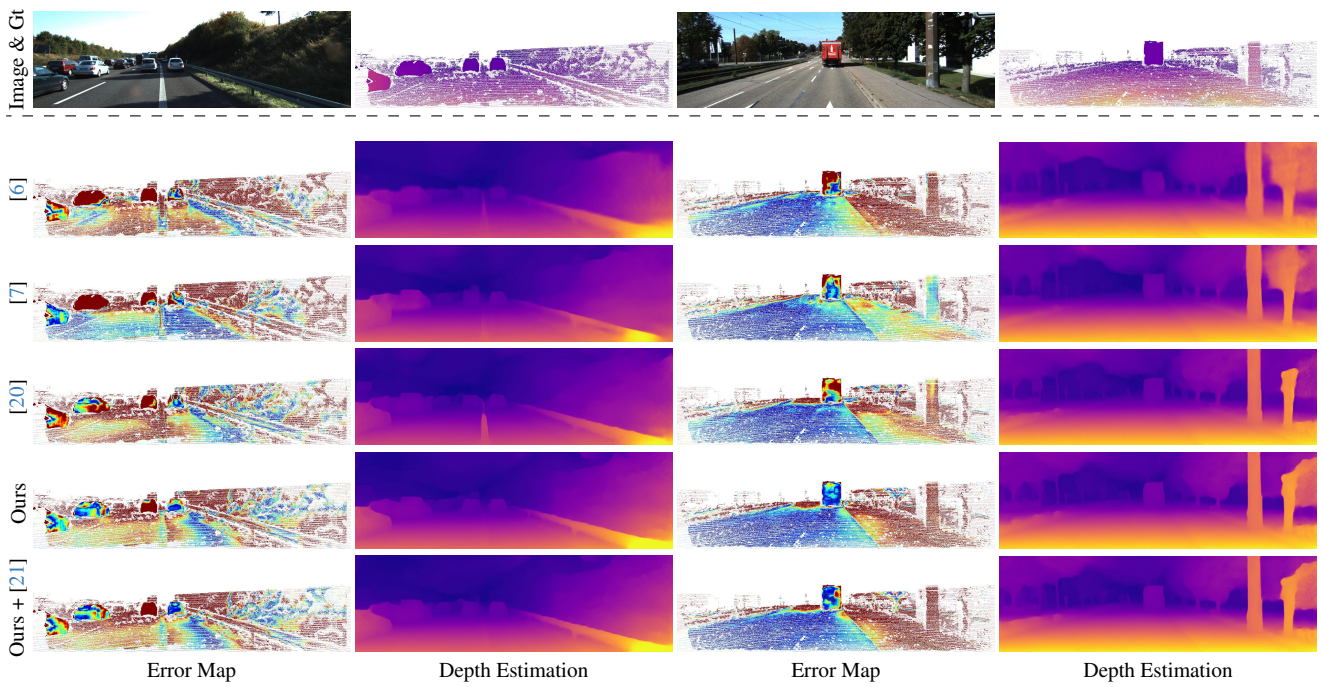 Image & Gt
[6]
[7]
[20]
Ours
Ours + [21]
Error Map
Depth Estimation
Error Map
Depth Estimation